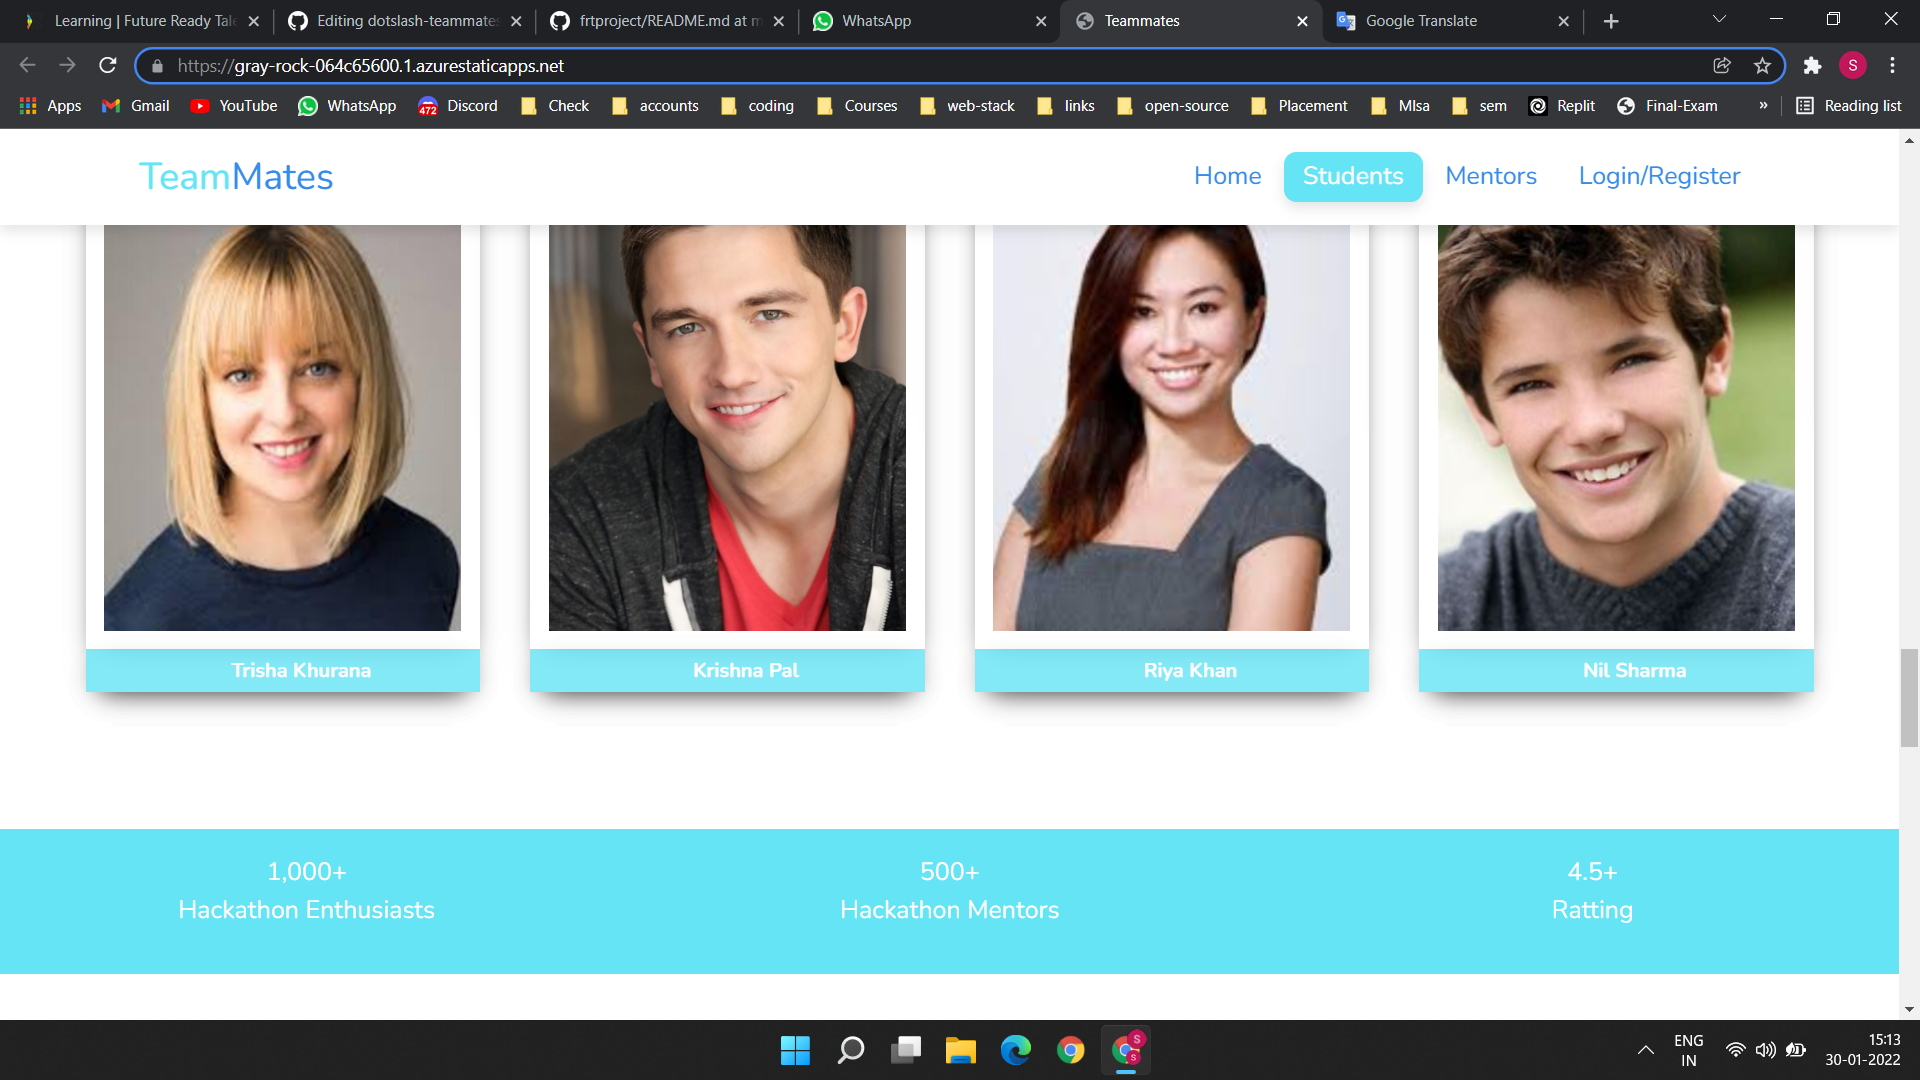 Learning | Future Ready Tale
Editing dotslash-teammates
frtproject/README.md at m
WhatsApp
Teammates
Google Translate
https://gray-rock-064c65600.1.azurestaticapps.net
S
Apps
Gmail
YouTube
WhatsApp
472
Discord
Check
accounts
coding
Courses
web-stack
links
open-source
Placement
Mlsa
sem
Replit
Final-Exam
»
Reading list
TeamMates
Home
Students
Mentors
Login/Register
Trisha Khurana
Krishna Pal
Riya Khan
Nil Sharma
1,000+
Hackathon Enthusiasts
500+
Hackathon Mentors
4.5+
Ratting
S
S
ENG
IN
15:13
30-01-2022